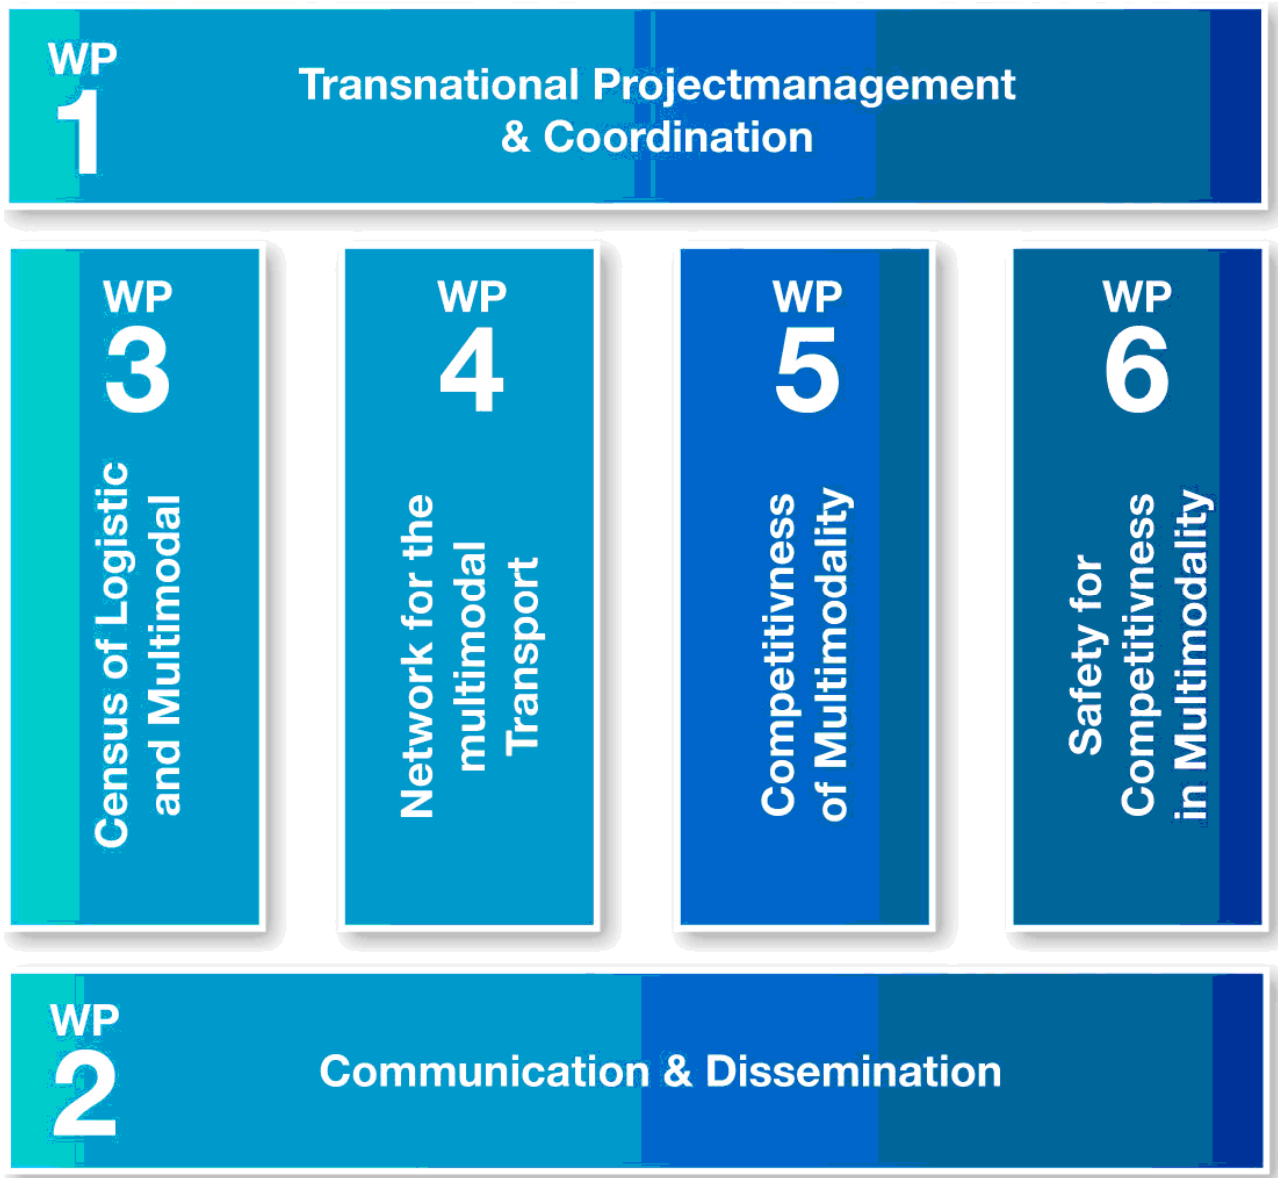 WP
1
Transnational Projectmanagement
& Coordination
WP
3
Census of Logistic
and Multimodal
WP
4
Network for the
multimodal
Transport
WP
5
Competitivness
of Multimodality
WP
6
Safety for
Competitivness
in Multimodality
WP
2
Communication & Dissemination